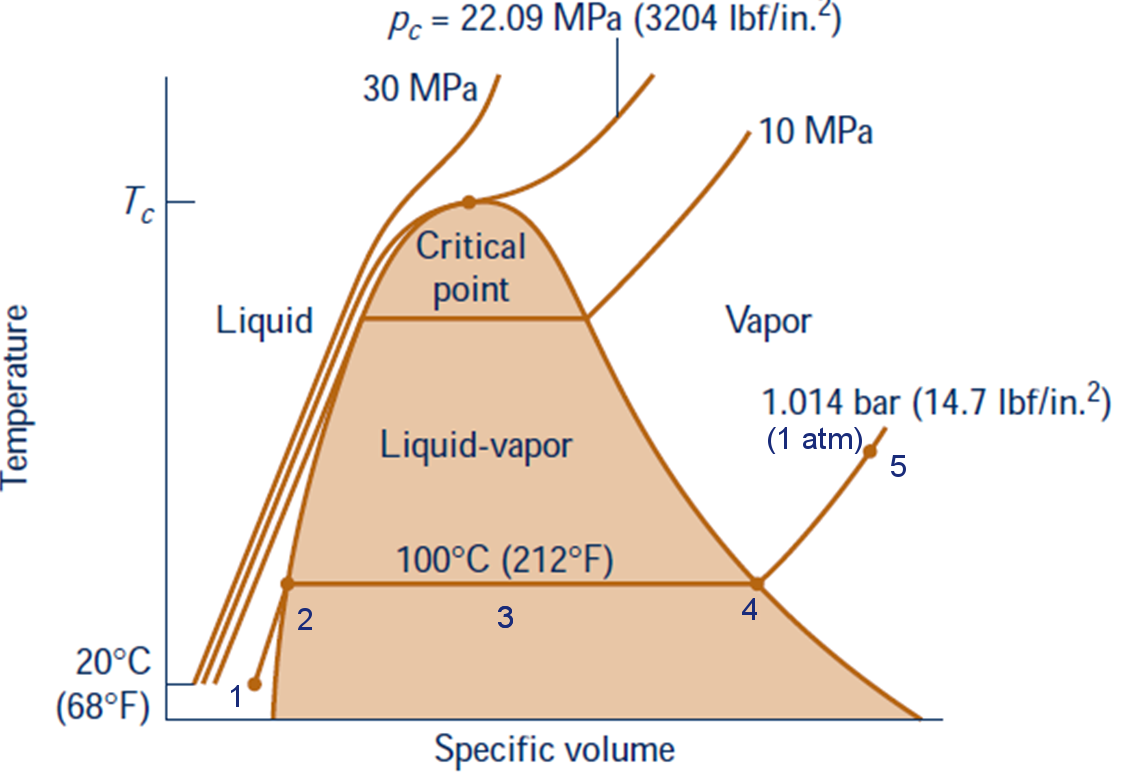 p_c = 22.09 MPa (3204 lbf/in.²)
30 MPa
10 MPa
T_c
Critical
point
Liquid
Vapor
Temperature
1.014 bar (14.7 lbf/in.²)
(1 atm)
5
Liquid-vapor
100°C (212°F)
2
3
4
20°C
(68°F)
1
Specific volume